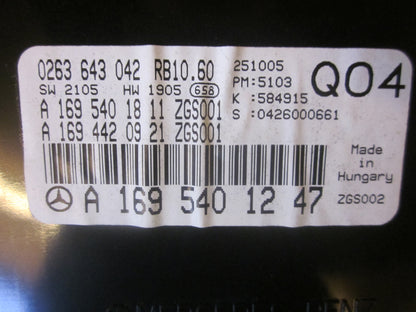 0263 643 042 RB10.60
SW 2105 HW 1905 658
A 169 540 18 11 ZGS001
A 169 442 09 21 ZGS001
251005
PM:5103
K :584915
S :0426000661
Q04
Made
in
Hungary
ZGS002
A 169 540 12 47